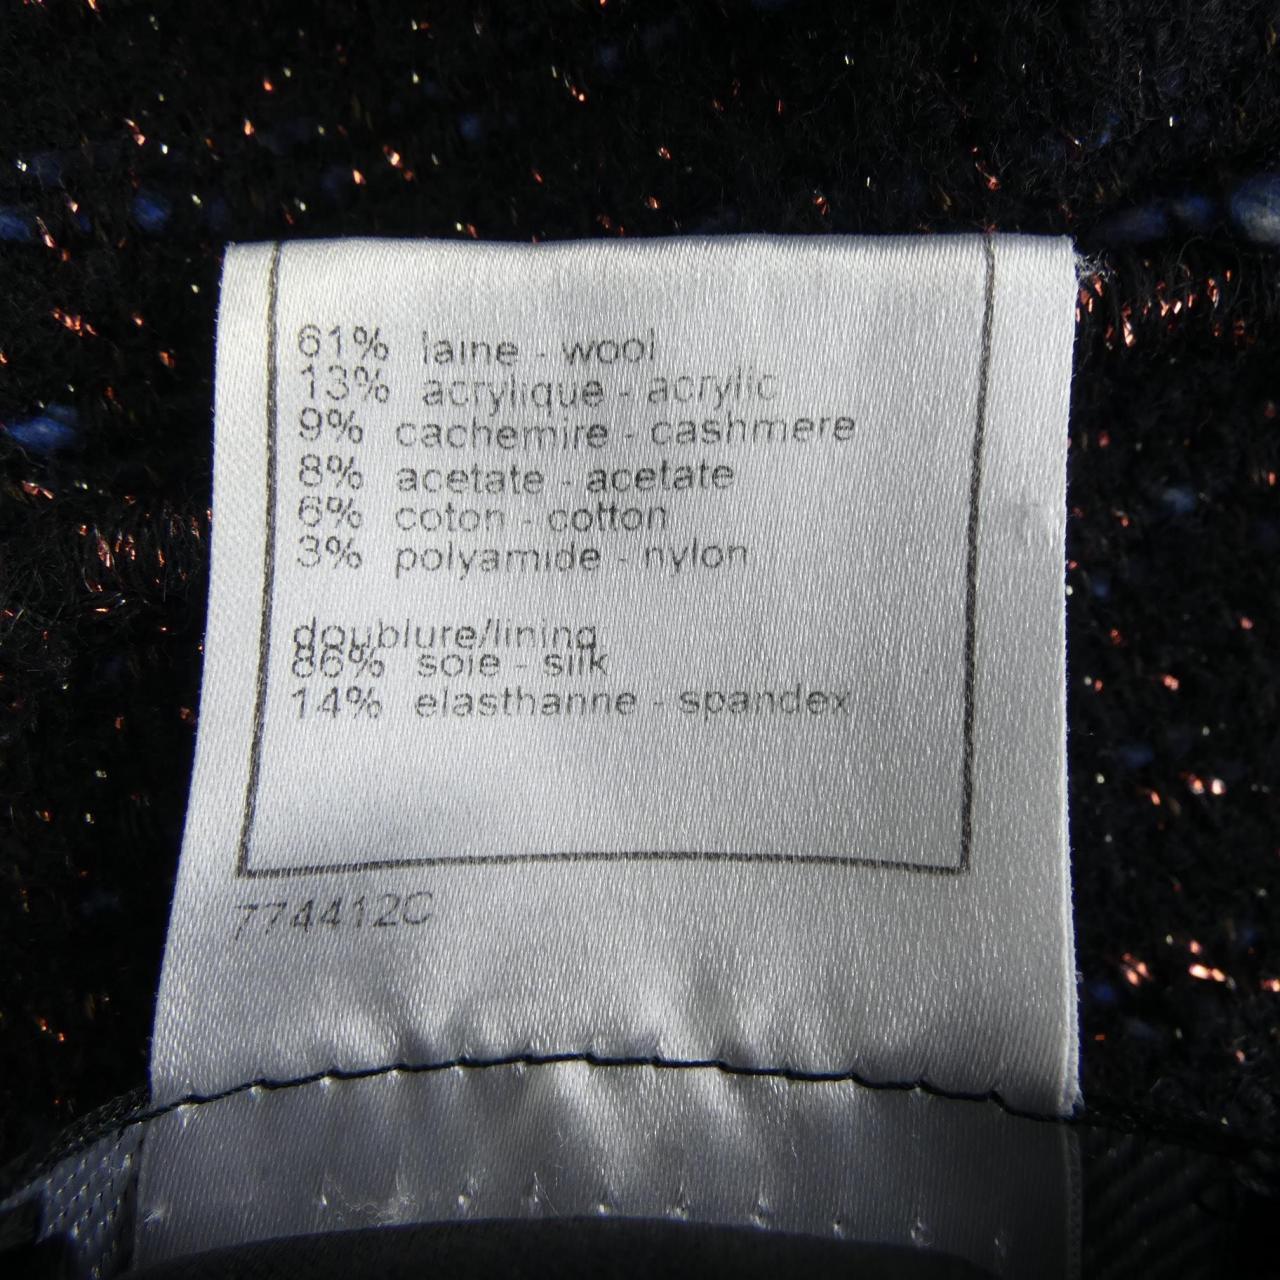 61% laine - wool
13% acrylique - acrylic
9% cachemire - cashmere
8% acetate - acetate
6% coton - cotton
3% polyamide - nylon
doublure/lining
86% soie - silk
14% elasthanne - spandex
774412C